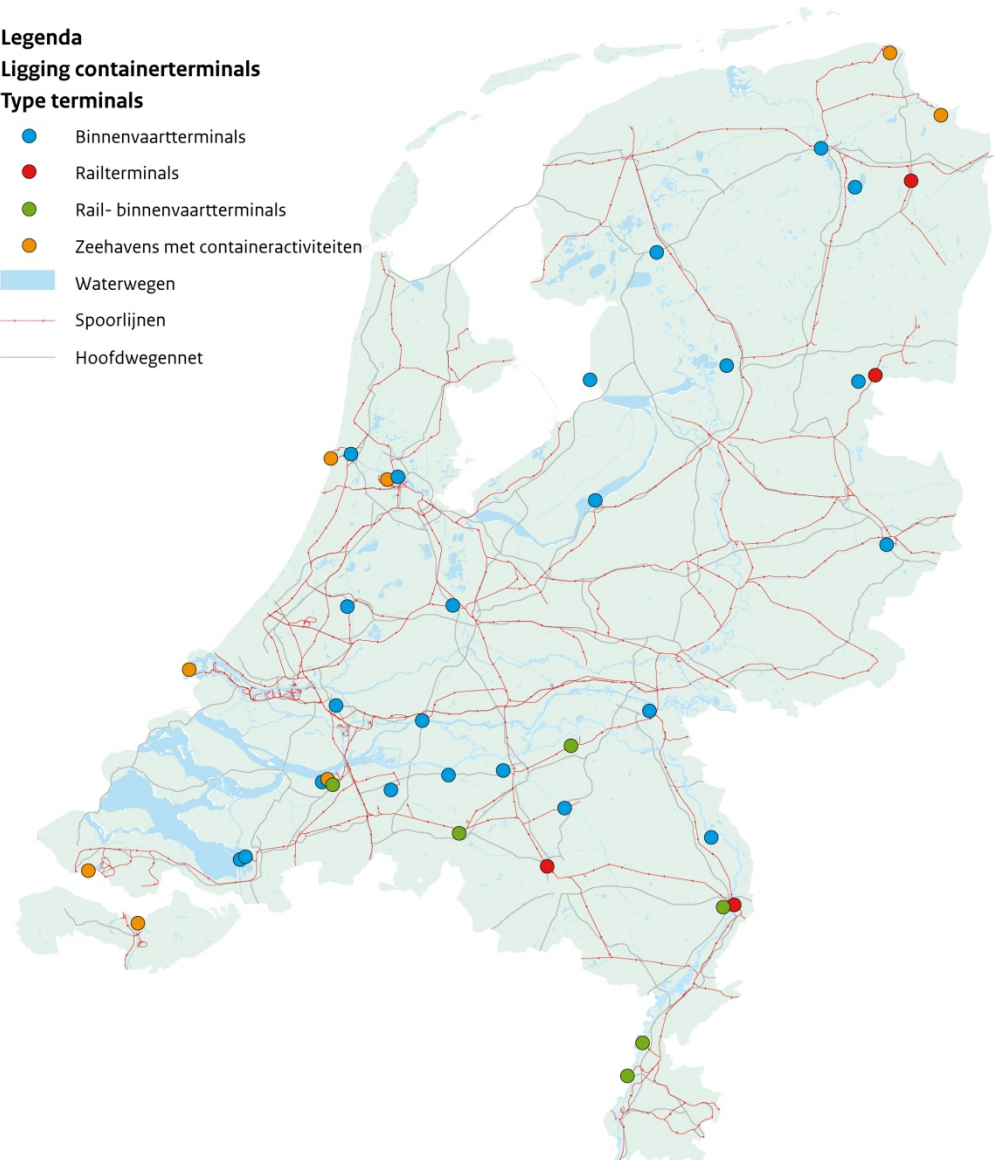 Legenda
Ligging containerterminals
Type terminals
Binnenvaartterminals
Railterminals
Rail- binnenvaartterminals
Zeehavens met containeractiviteiten
Waterwegen
Spoorlijnen
Hoofdwegennet